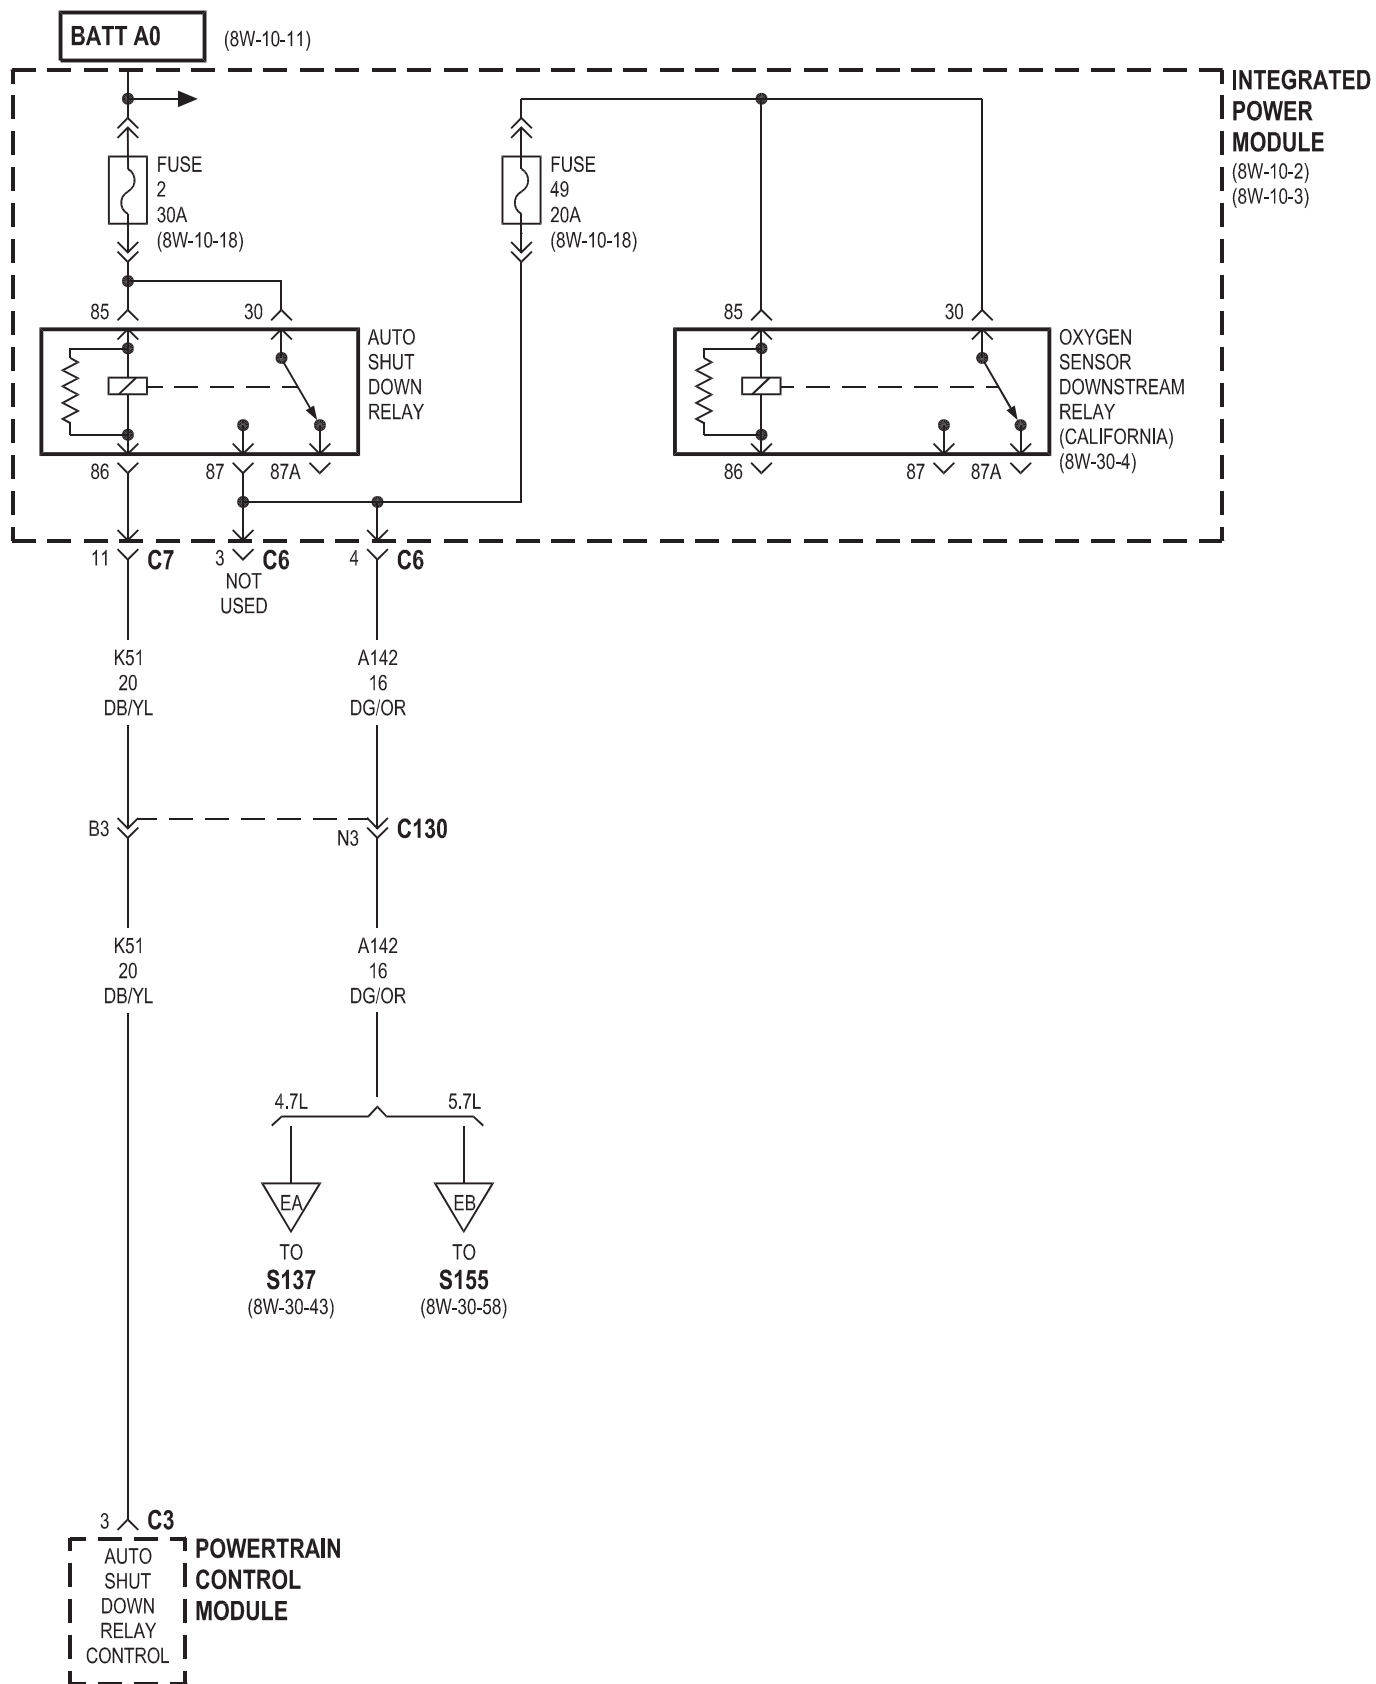 BATT A0
(8W-10-11)
INTEGRATED
POWER
MODULE
(8W-10-2)
(8W-10-3)
FUSE
2
30A
(8W-10-18)
FUSE
49
20A
(8W-10-18)
85
30
AUTO
SHUT
DOWN
RELAY
86
87
87A
85
30
OXYGEN
SENSOR
DOWNSTREAM
RELAY
(CALIFORNIA)
(8W-30-4)
86
87
87A
11
C7
3
C6
NOT
USED
4
C6
K51
20
DB/YL
A142
16
DG/OR
B3
N3
C130
K51
20
DB/YL
A142
16
DG/OR
4.7L
5.7L
EA
TO
S137
(8W-30-43)
EB
TO
S155
(8W-30-58)
3
C3
AUTO
SHUT
DOWN
RELAY
CONTROL
POWERTRAIN
CONTROL
MODULE